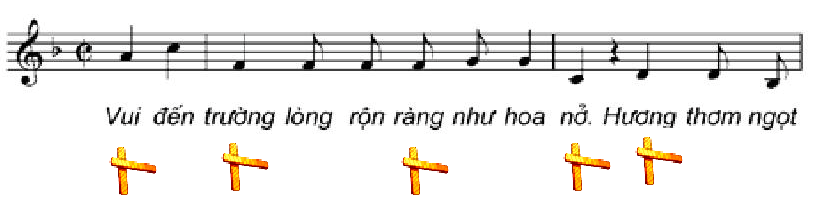 Vui đến trường lòng rộn ràng như hoa nở. Hương thơm ngọt